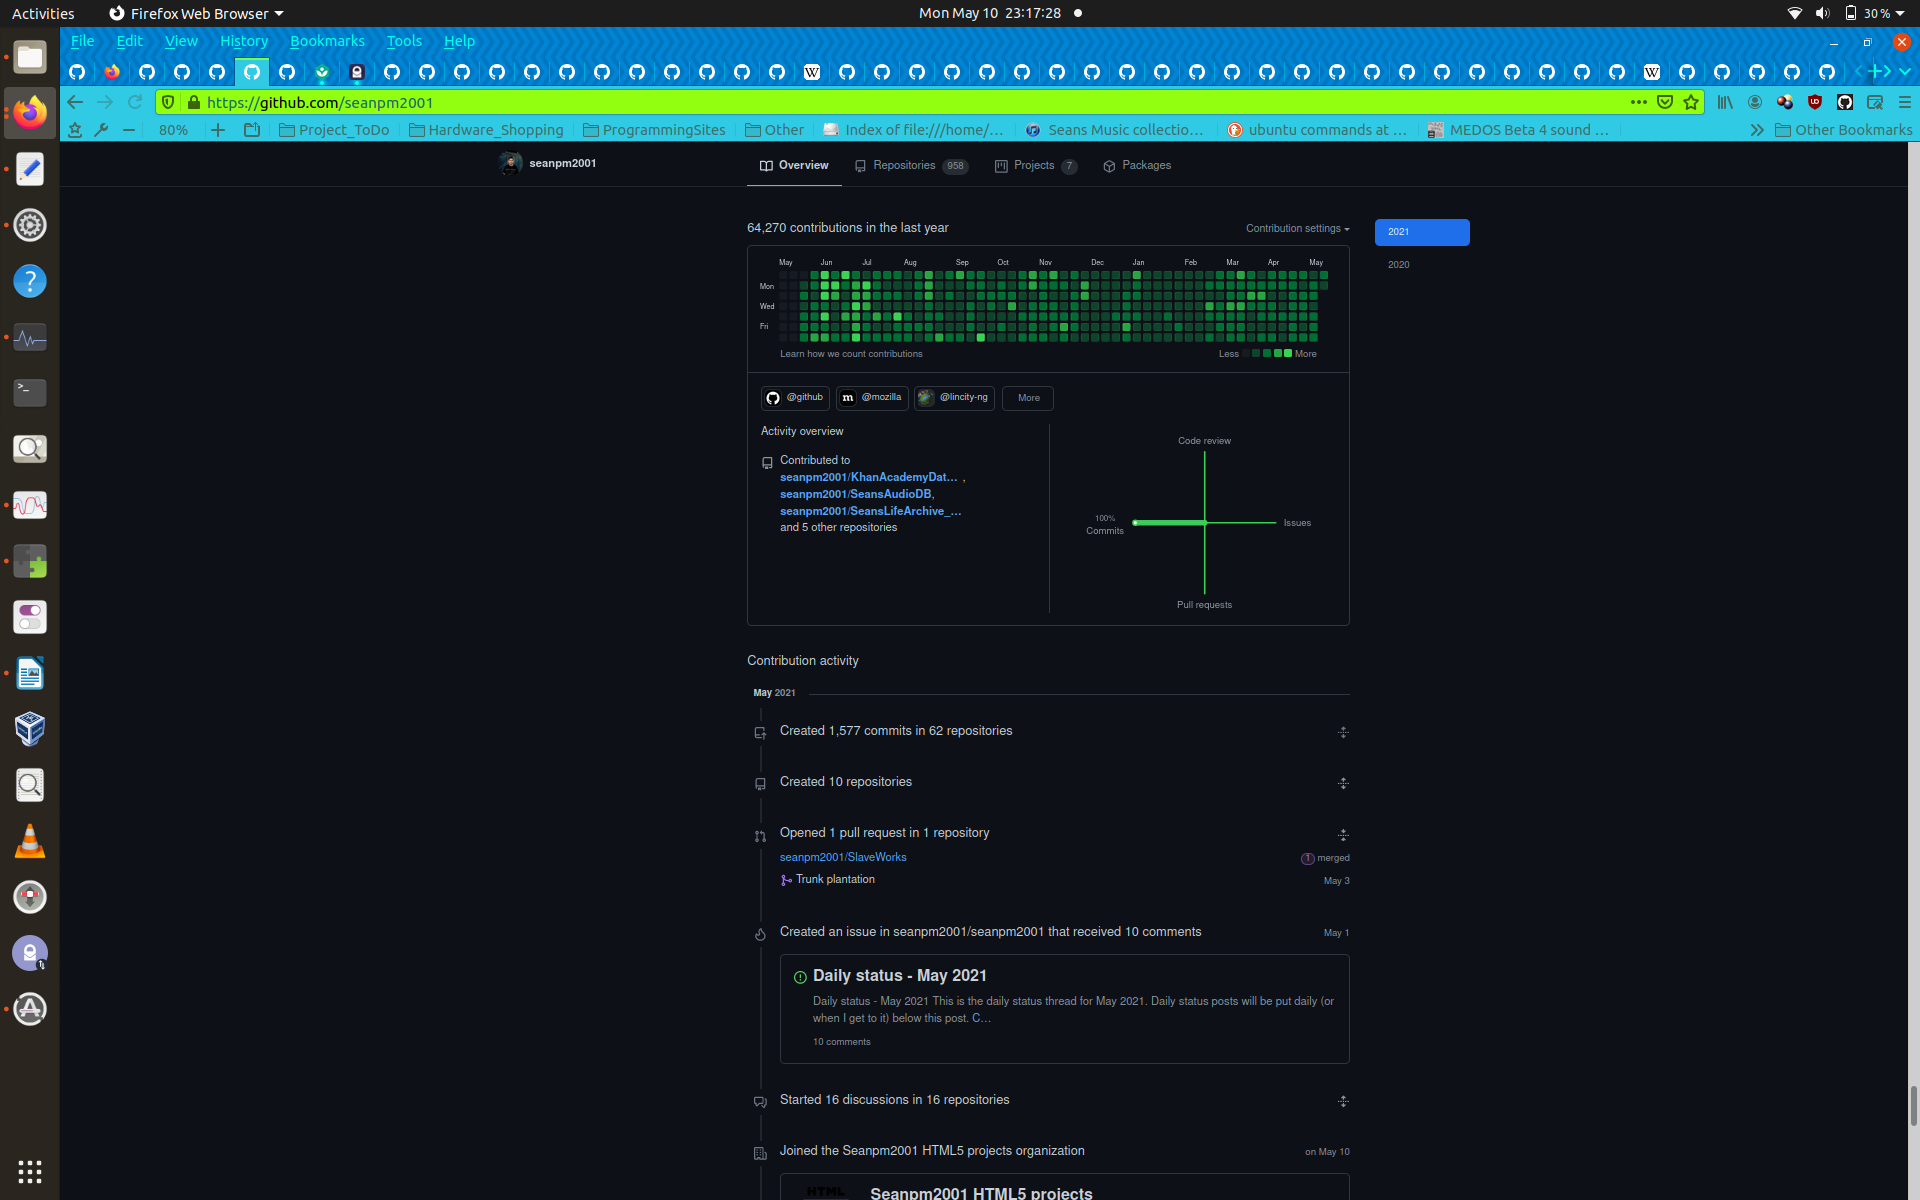 Activities
Firefox Web Browser
Mon May 10 23:17:28
30 %
File Edit View History Bookmarks Tools Help
https://github.com/seanpm2001
80%
Project_ToDo
Hardware_Shopping
ProgrammingSites
Other
Index of file:///home/...
Seans Music collectio...
ubuntu commands at ...
MEDOS Beta 4 sound ...
Other Bookmarks
seanpm2001
Overview
Repositories 958
Projects 7
Packages
64,270 contributions in the last year
Contribution settings
2021
2020
May Jun Jul Aug Sep Oct Nov Dec Jan Feb Mar Apr May
Mon
Wed
Fri
Learn how we count contributions
Less More
@github
@mozilla
@lincity-ng
More
Activity overview
Contributed to
seanpm2001/KhanAcademyDat... ,
seanpm2001/SeansAudioDB,
seanpm2001/SeansLifeArchive_...
and 5 other repositories
Code review
100%
Commits
Issues
Pull requests
Contribution activity
May 2021
Created 1,577 commits in 62 repositories
Created 10 repositories
Opened 1 pull request in 1 repository
seanpm2001/SlaveWorks
1 merged
Trunk plantation
May 3
Created an issue in seanpm2001/seanpm2001 that received 10 comments
May 1
Daily status - May 2021
Daily status - May 2021 This is the daily status thread for May 2021. Daily status posts will be put daily (or
when I get to it) below this post. C...
10 comments
Started 16 discussions in 16 repositories
Joined the Seanpm2001 HTML5 projects organization
on May 10
HTML
Seanpm2001 HTML5 projects